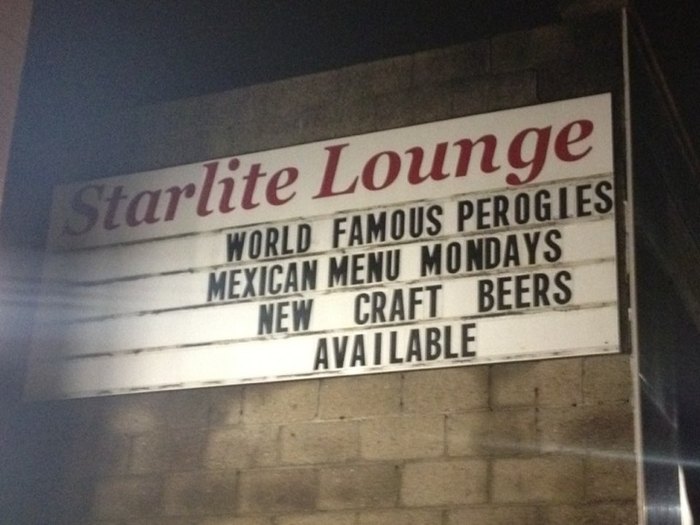 Starlite Lounge
WORLD FAMOUS PEROGIES
MEXICAN MENU MONDAYS
NEW CRAFT BEERS
AVAILABLE